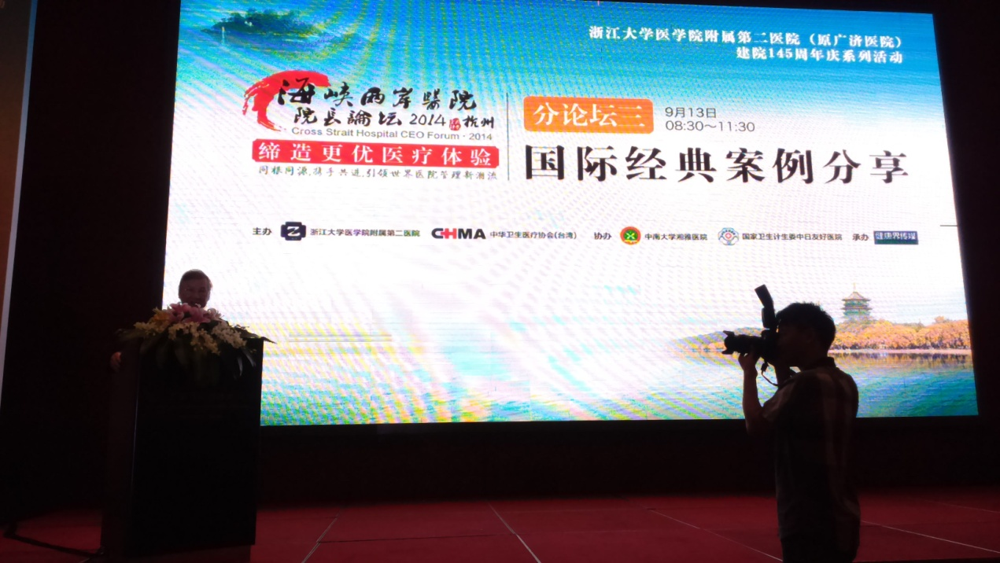 浙江大学医学院附属第二医院（原广济医院）
建院145周年庆系列活动
海峡两岸醫院
院长論坛2014 杭州
Cross Strait Hospital CEO Forum · 2014
缔造更优医疗体验
同根同源,携手共进,引领世界医院管理新潮流
分论坛三
9月13日
08:30～11:30
国际经典案例分享
主办 浙江大学医学院附属第二医院 CHMA 中华卫生医疗协会(台湾) 协办 中南大学湘雅医院 国家卫生计生委中日友好医院 承办 健康界传媒